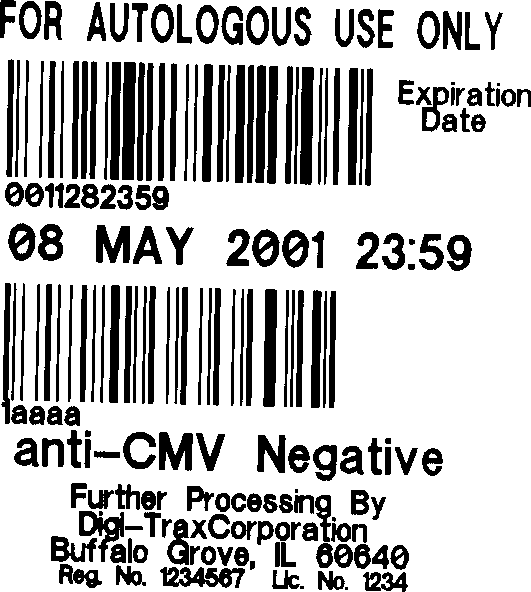 FOR AUTOLOGOUS USE ONLY
Expiration
Date
0011282359
08 MAY 2001 23:59
1aaaa
anti-CMV Negative
Further Processing By
Digi-TraxCorporation
Buffalo Grove, IL 60640
Reg. No. 1234567 Lic. No. 1234